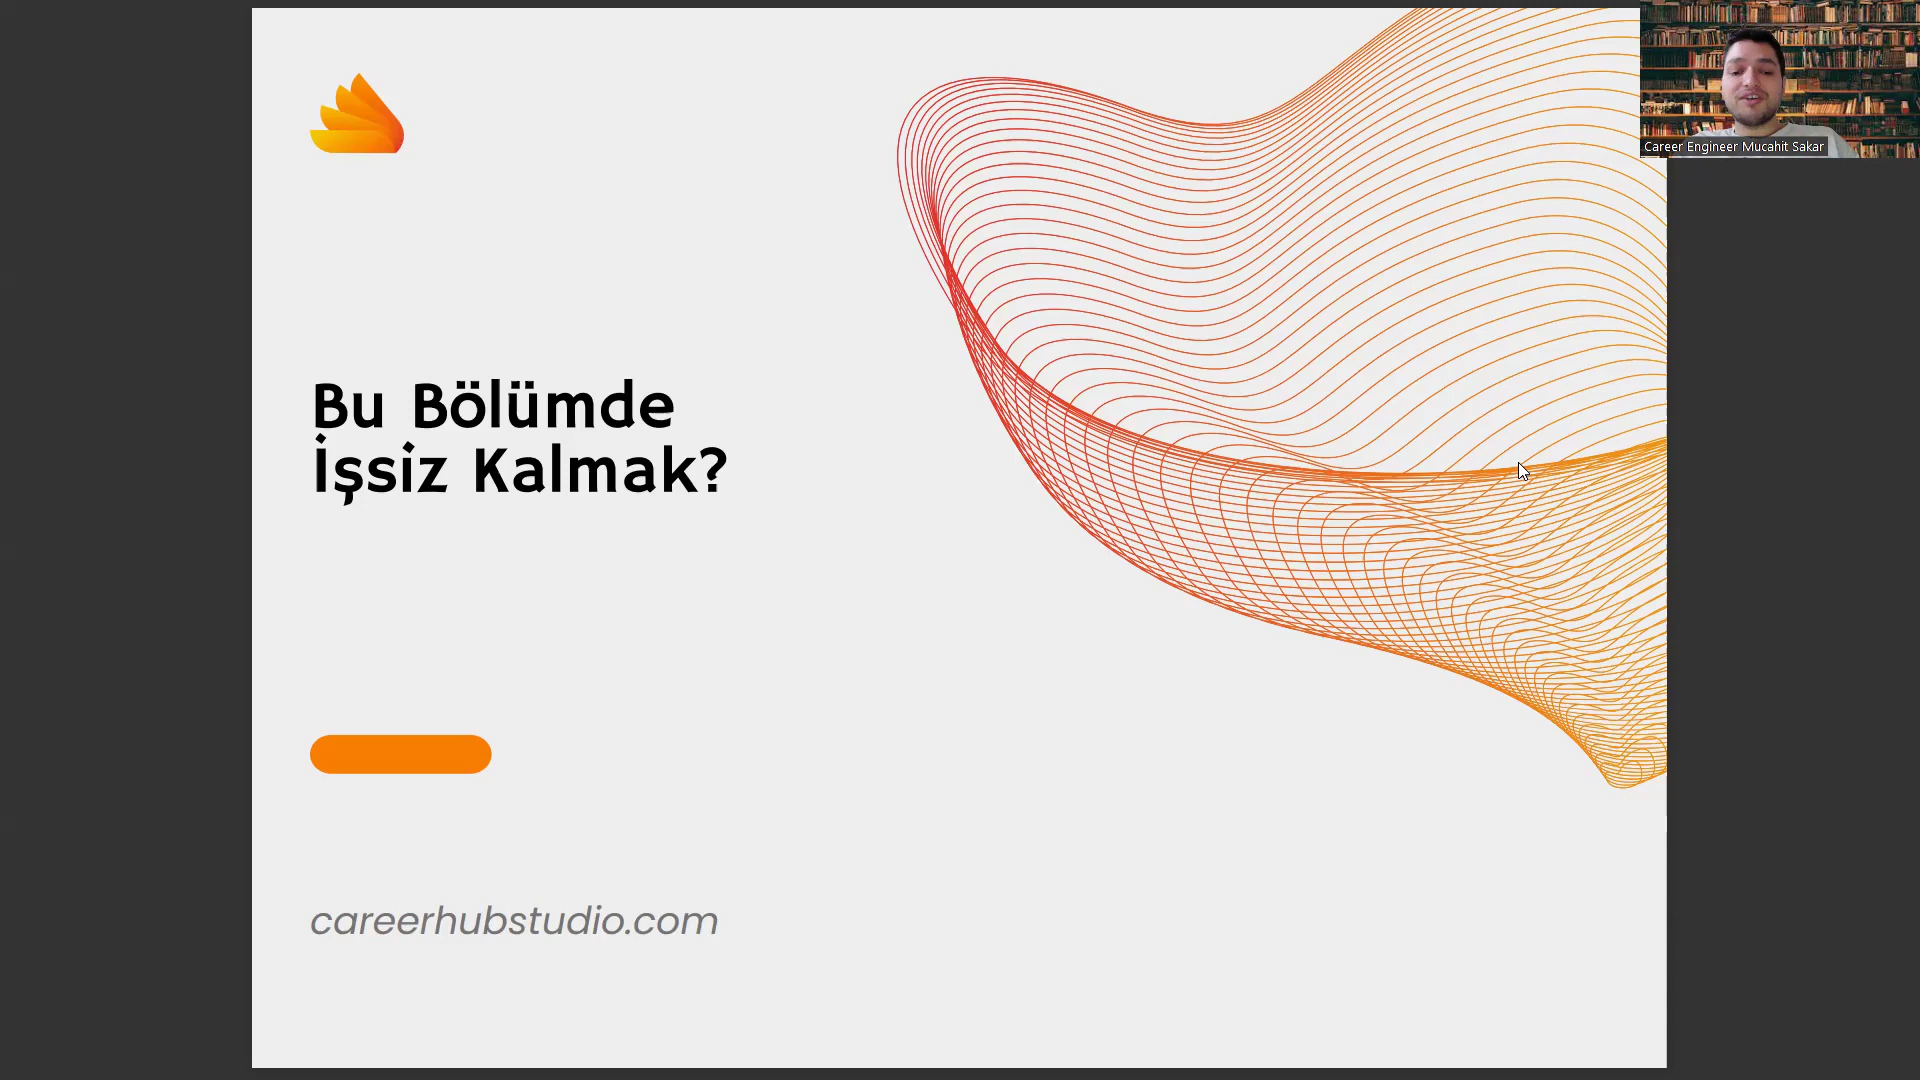 Career Engineer Mucahit Sakar
Bu Bölümde
İşsiz Kalmak?
careerhubstudio.com